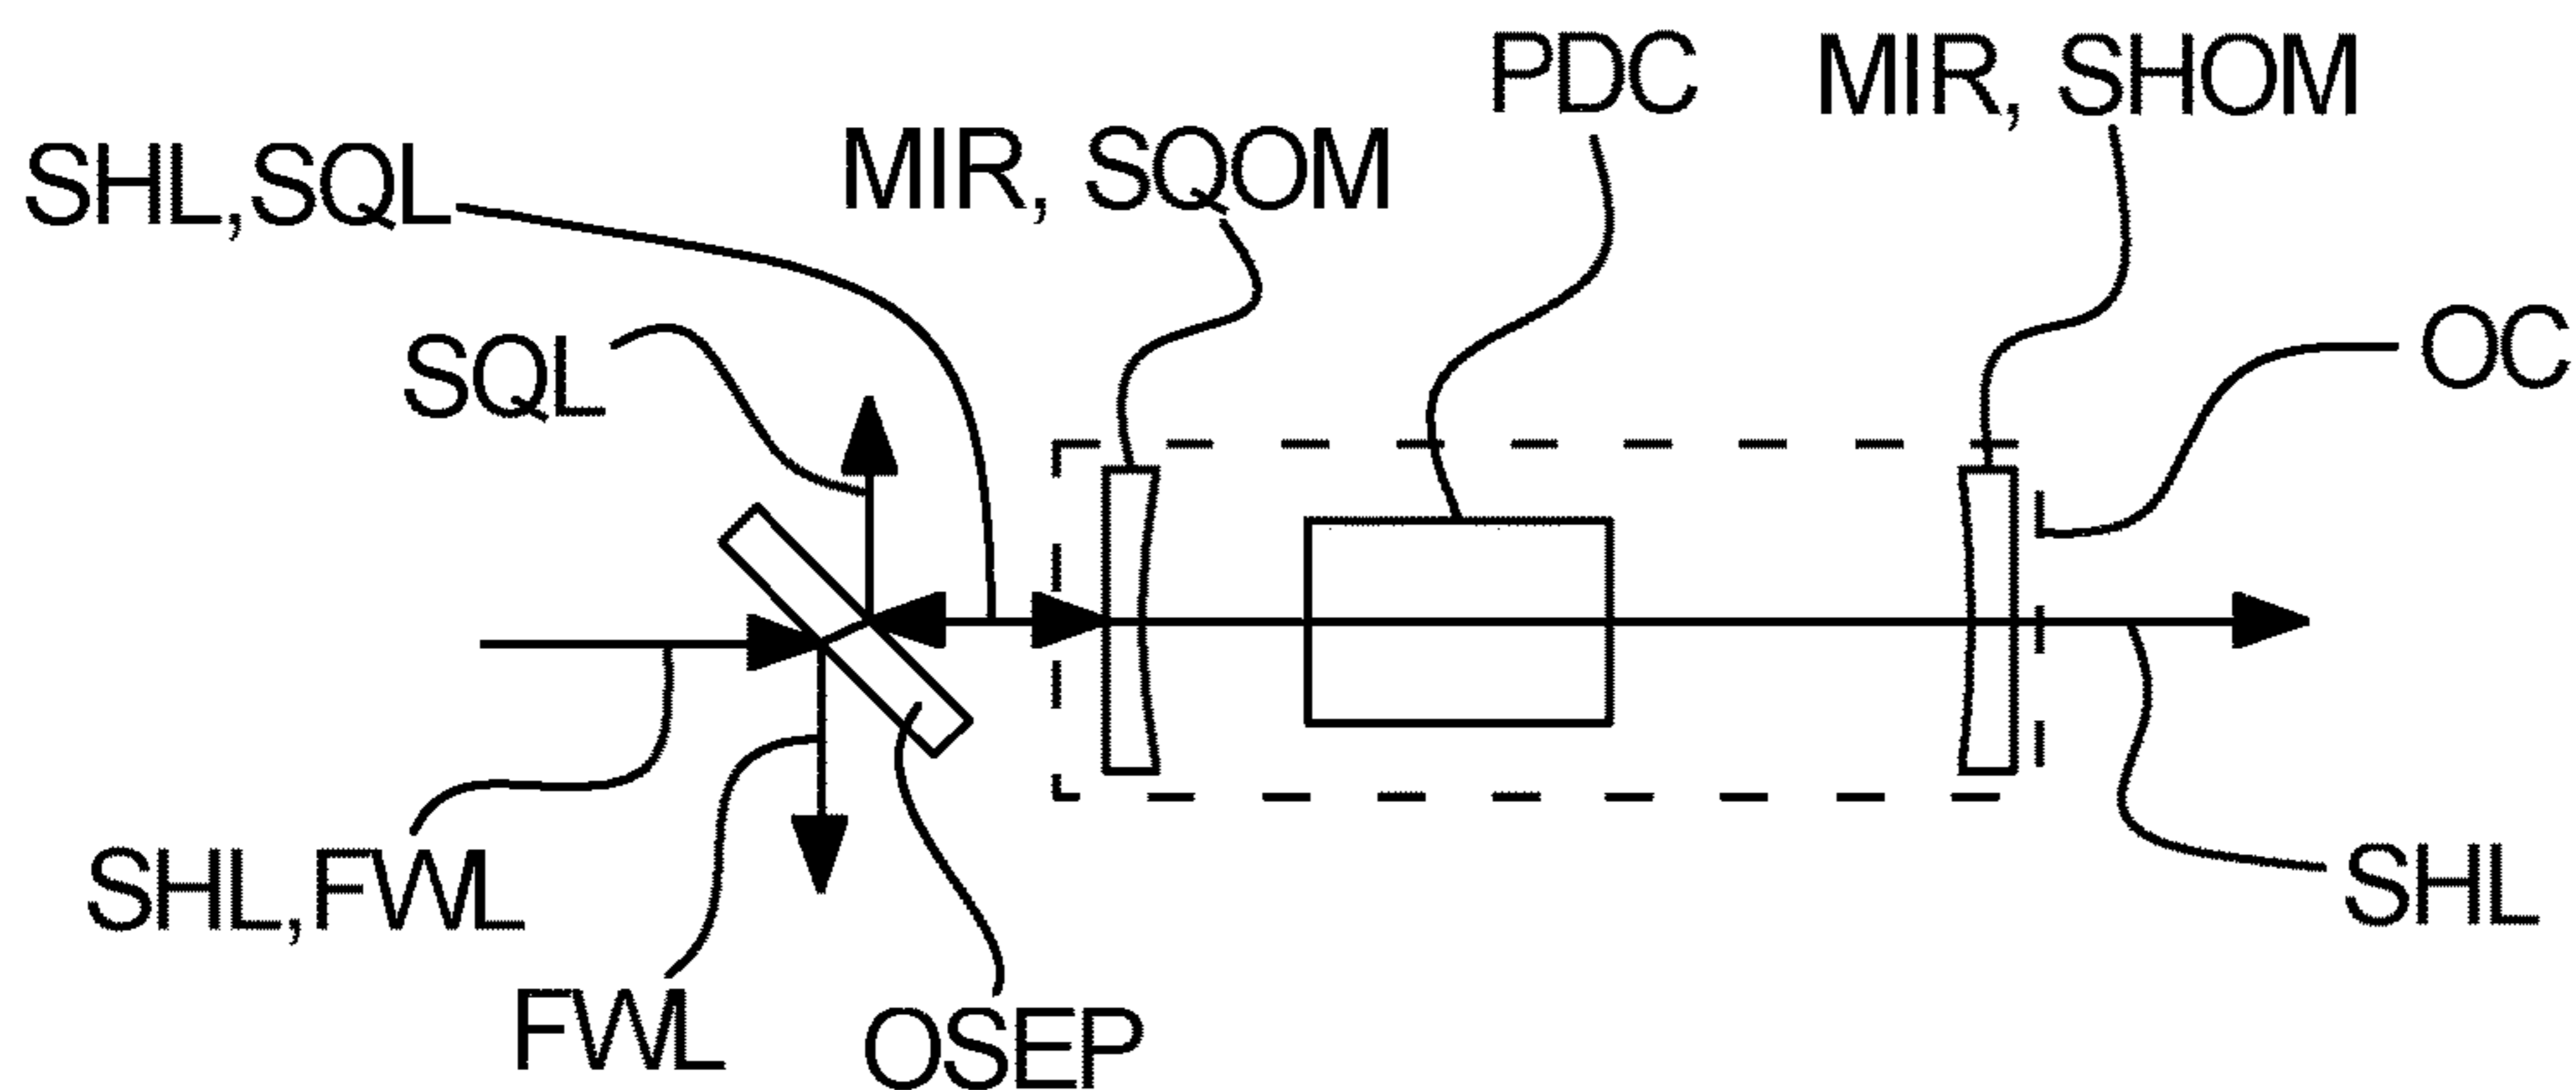 PDC
MIR, SHOM
MIR, SQOM
SHL,SQL
SQL
OC
SHL,FWL
SHL
FWL
OSEP